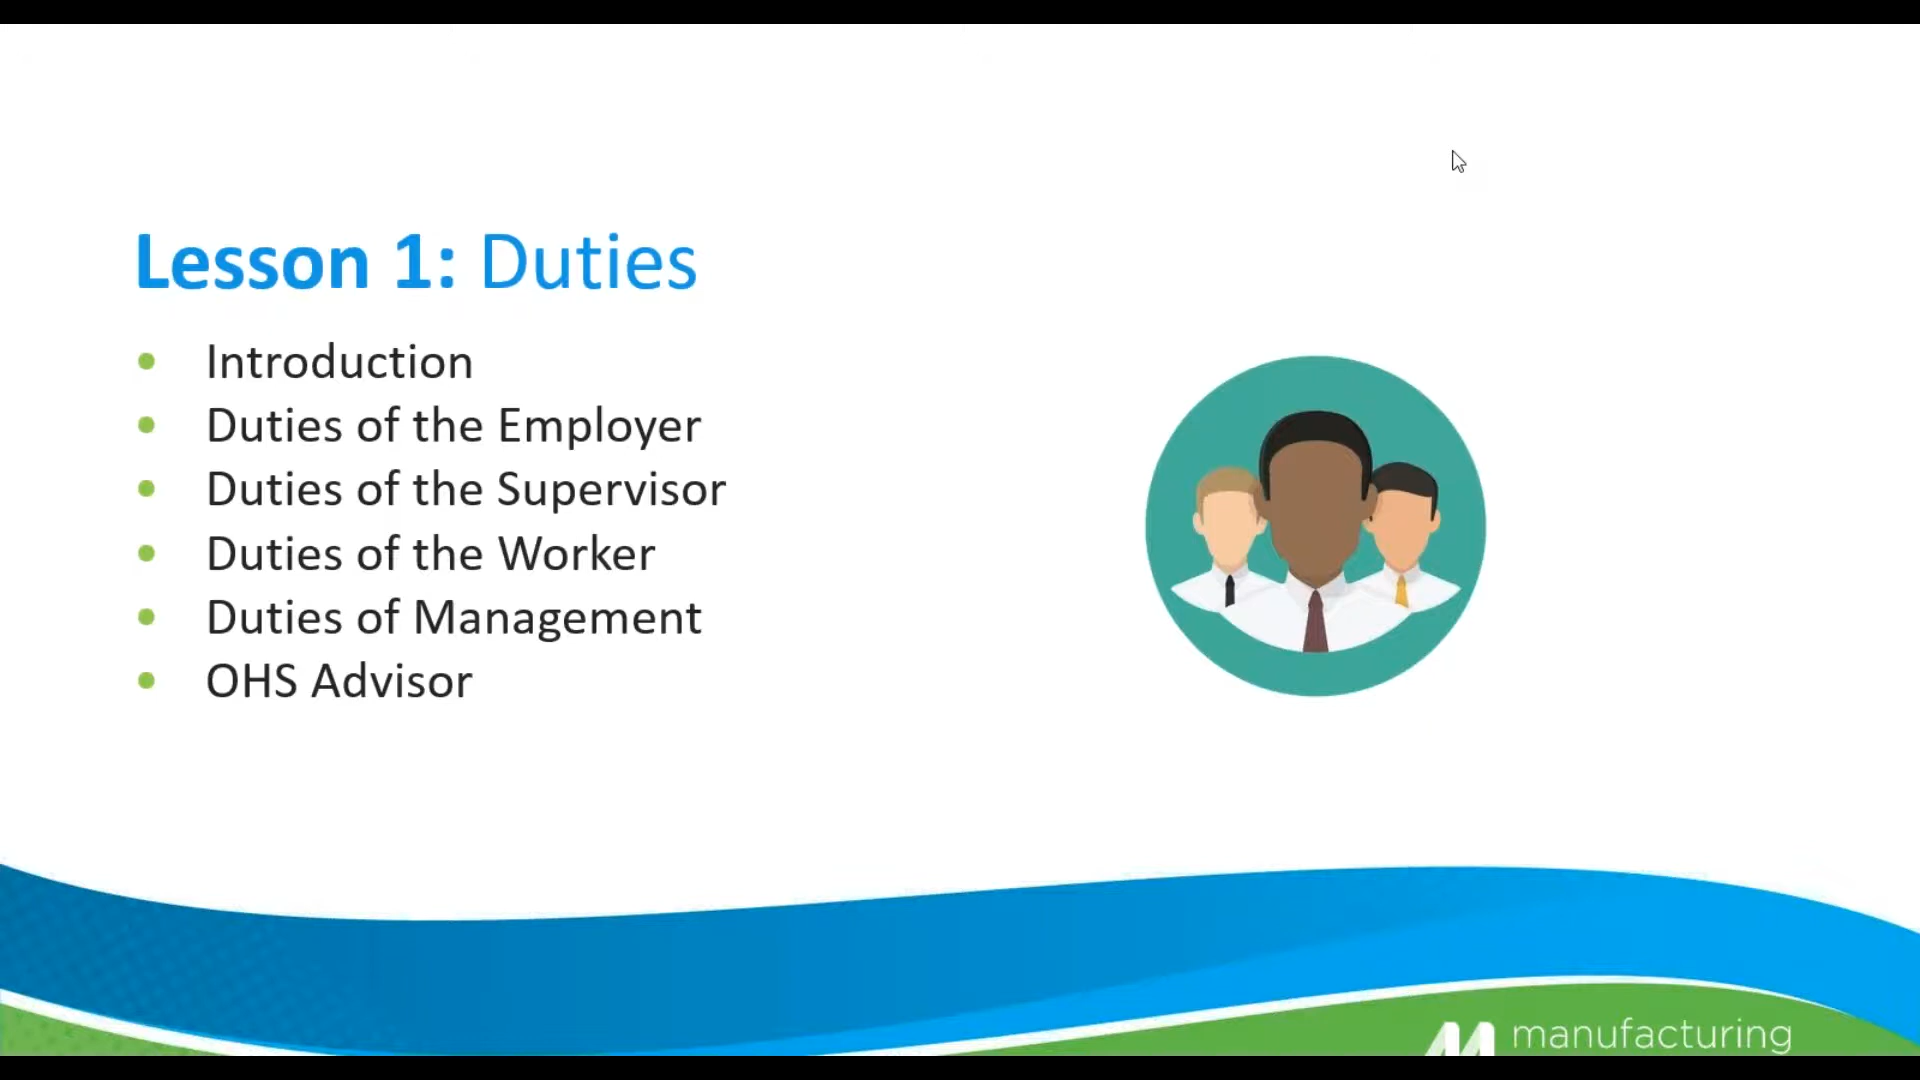 Lesson 1: Duties
• Introduction
• Duties of the Employer
• Duties of the Supervisor
• Duties of the Worker
• Duties of Management
• OHS Advisor
manufacturing